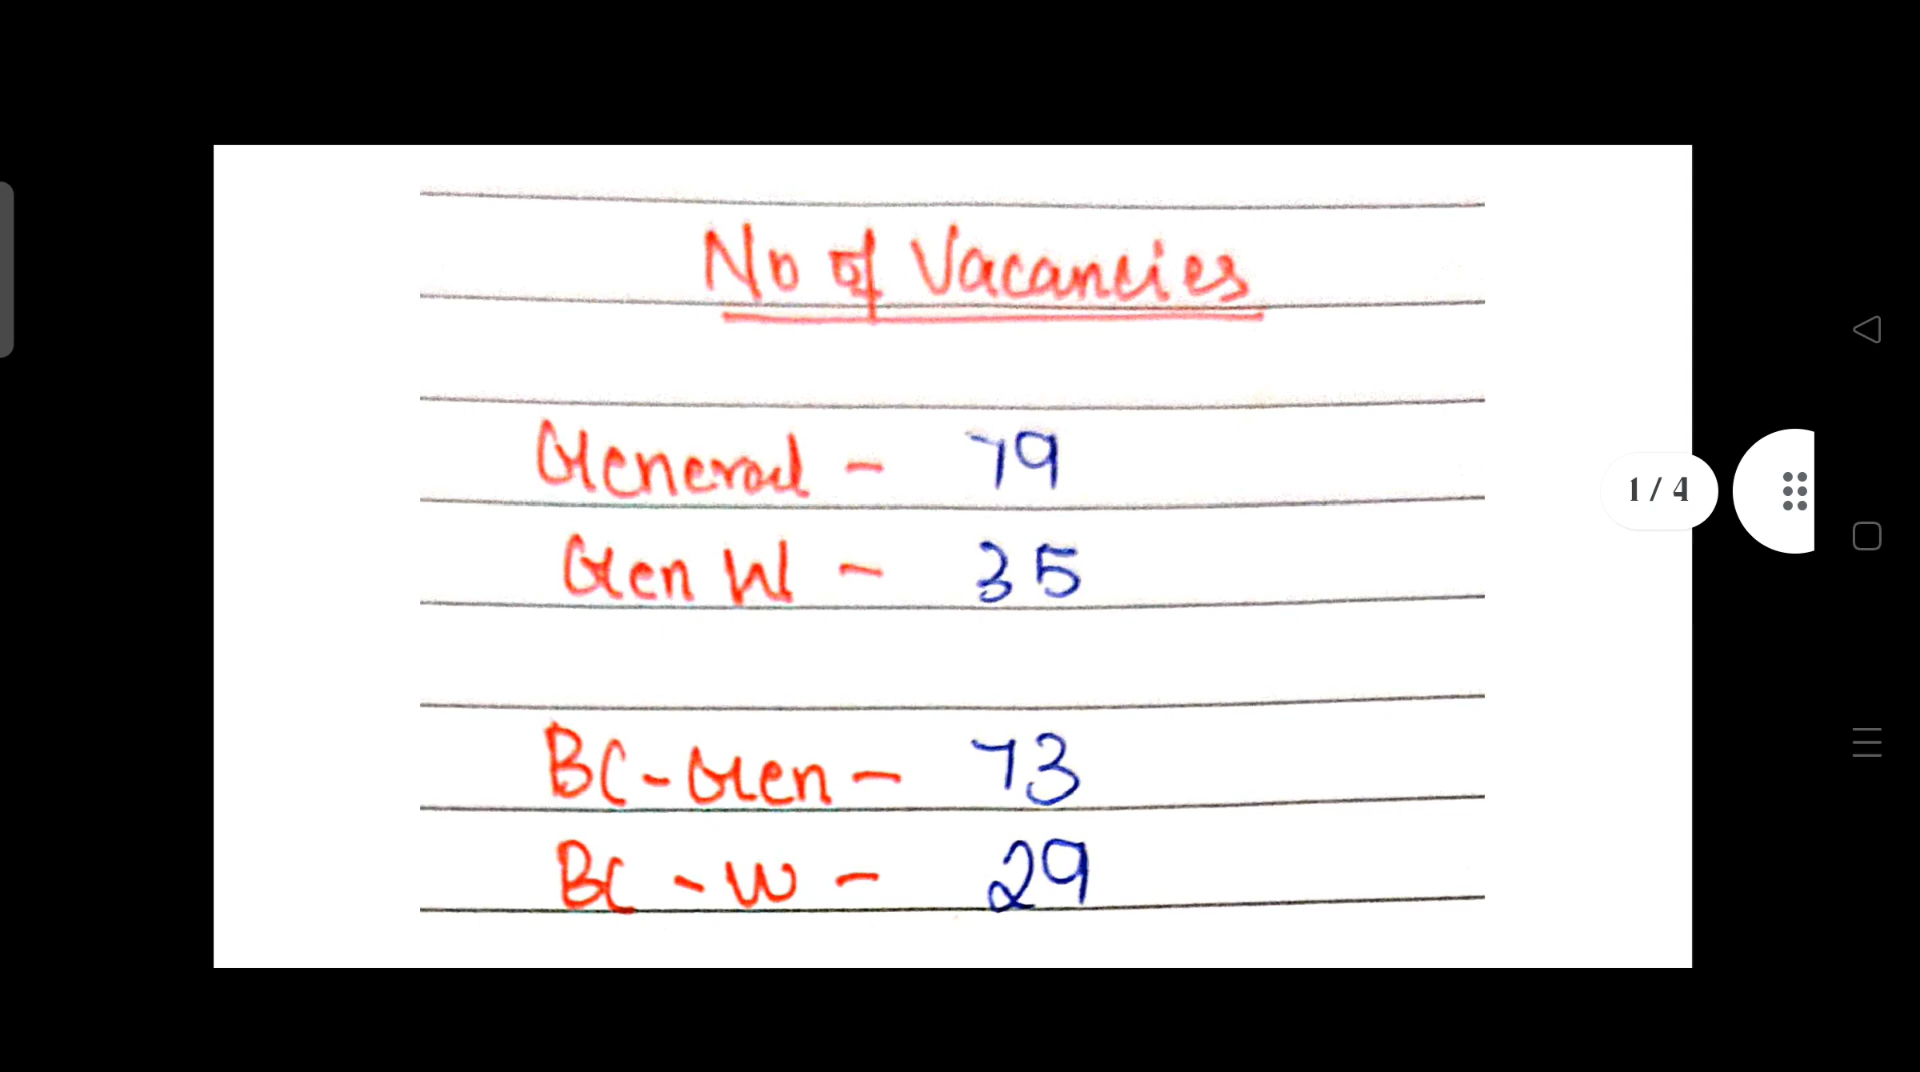 No of Vacancies
General - 79
Gen W - 35
1 / 4
BC - Gen - 73
BC - W - 29